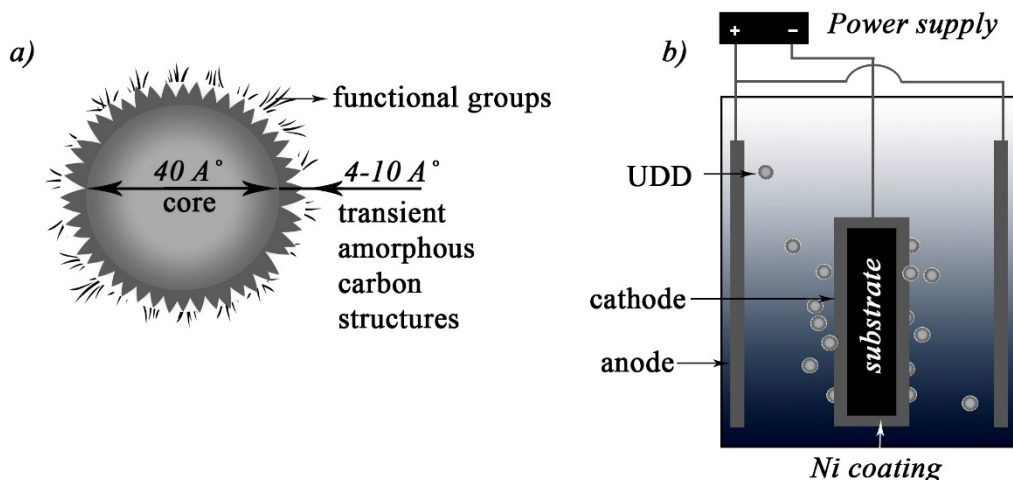 a)
functional groups
40 A°
core
4-10 A°
transient
amorphous
carbon
structures
b)
Power supply
+ -
UDD
cathode
substrate
anode
Ni coating